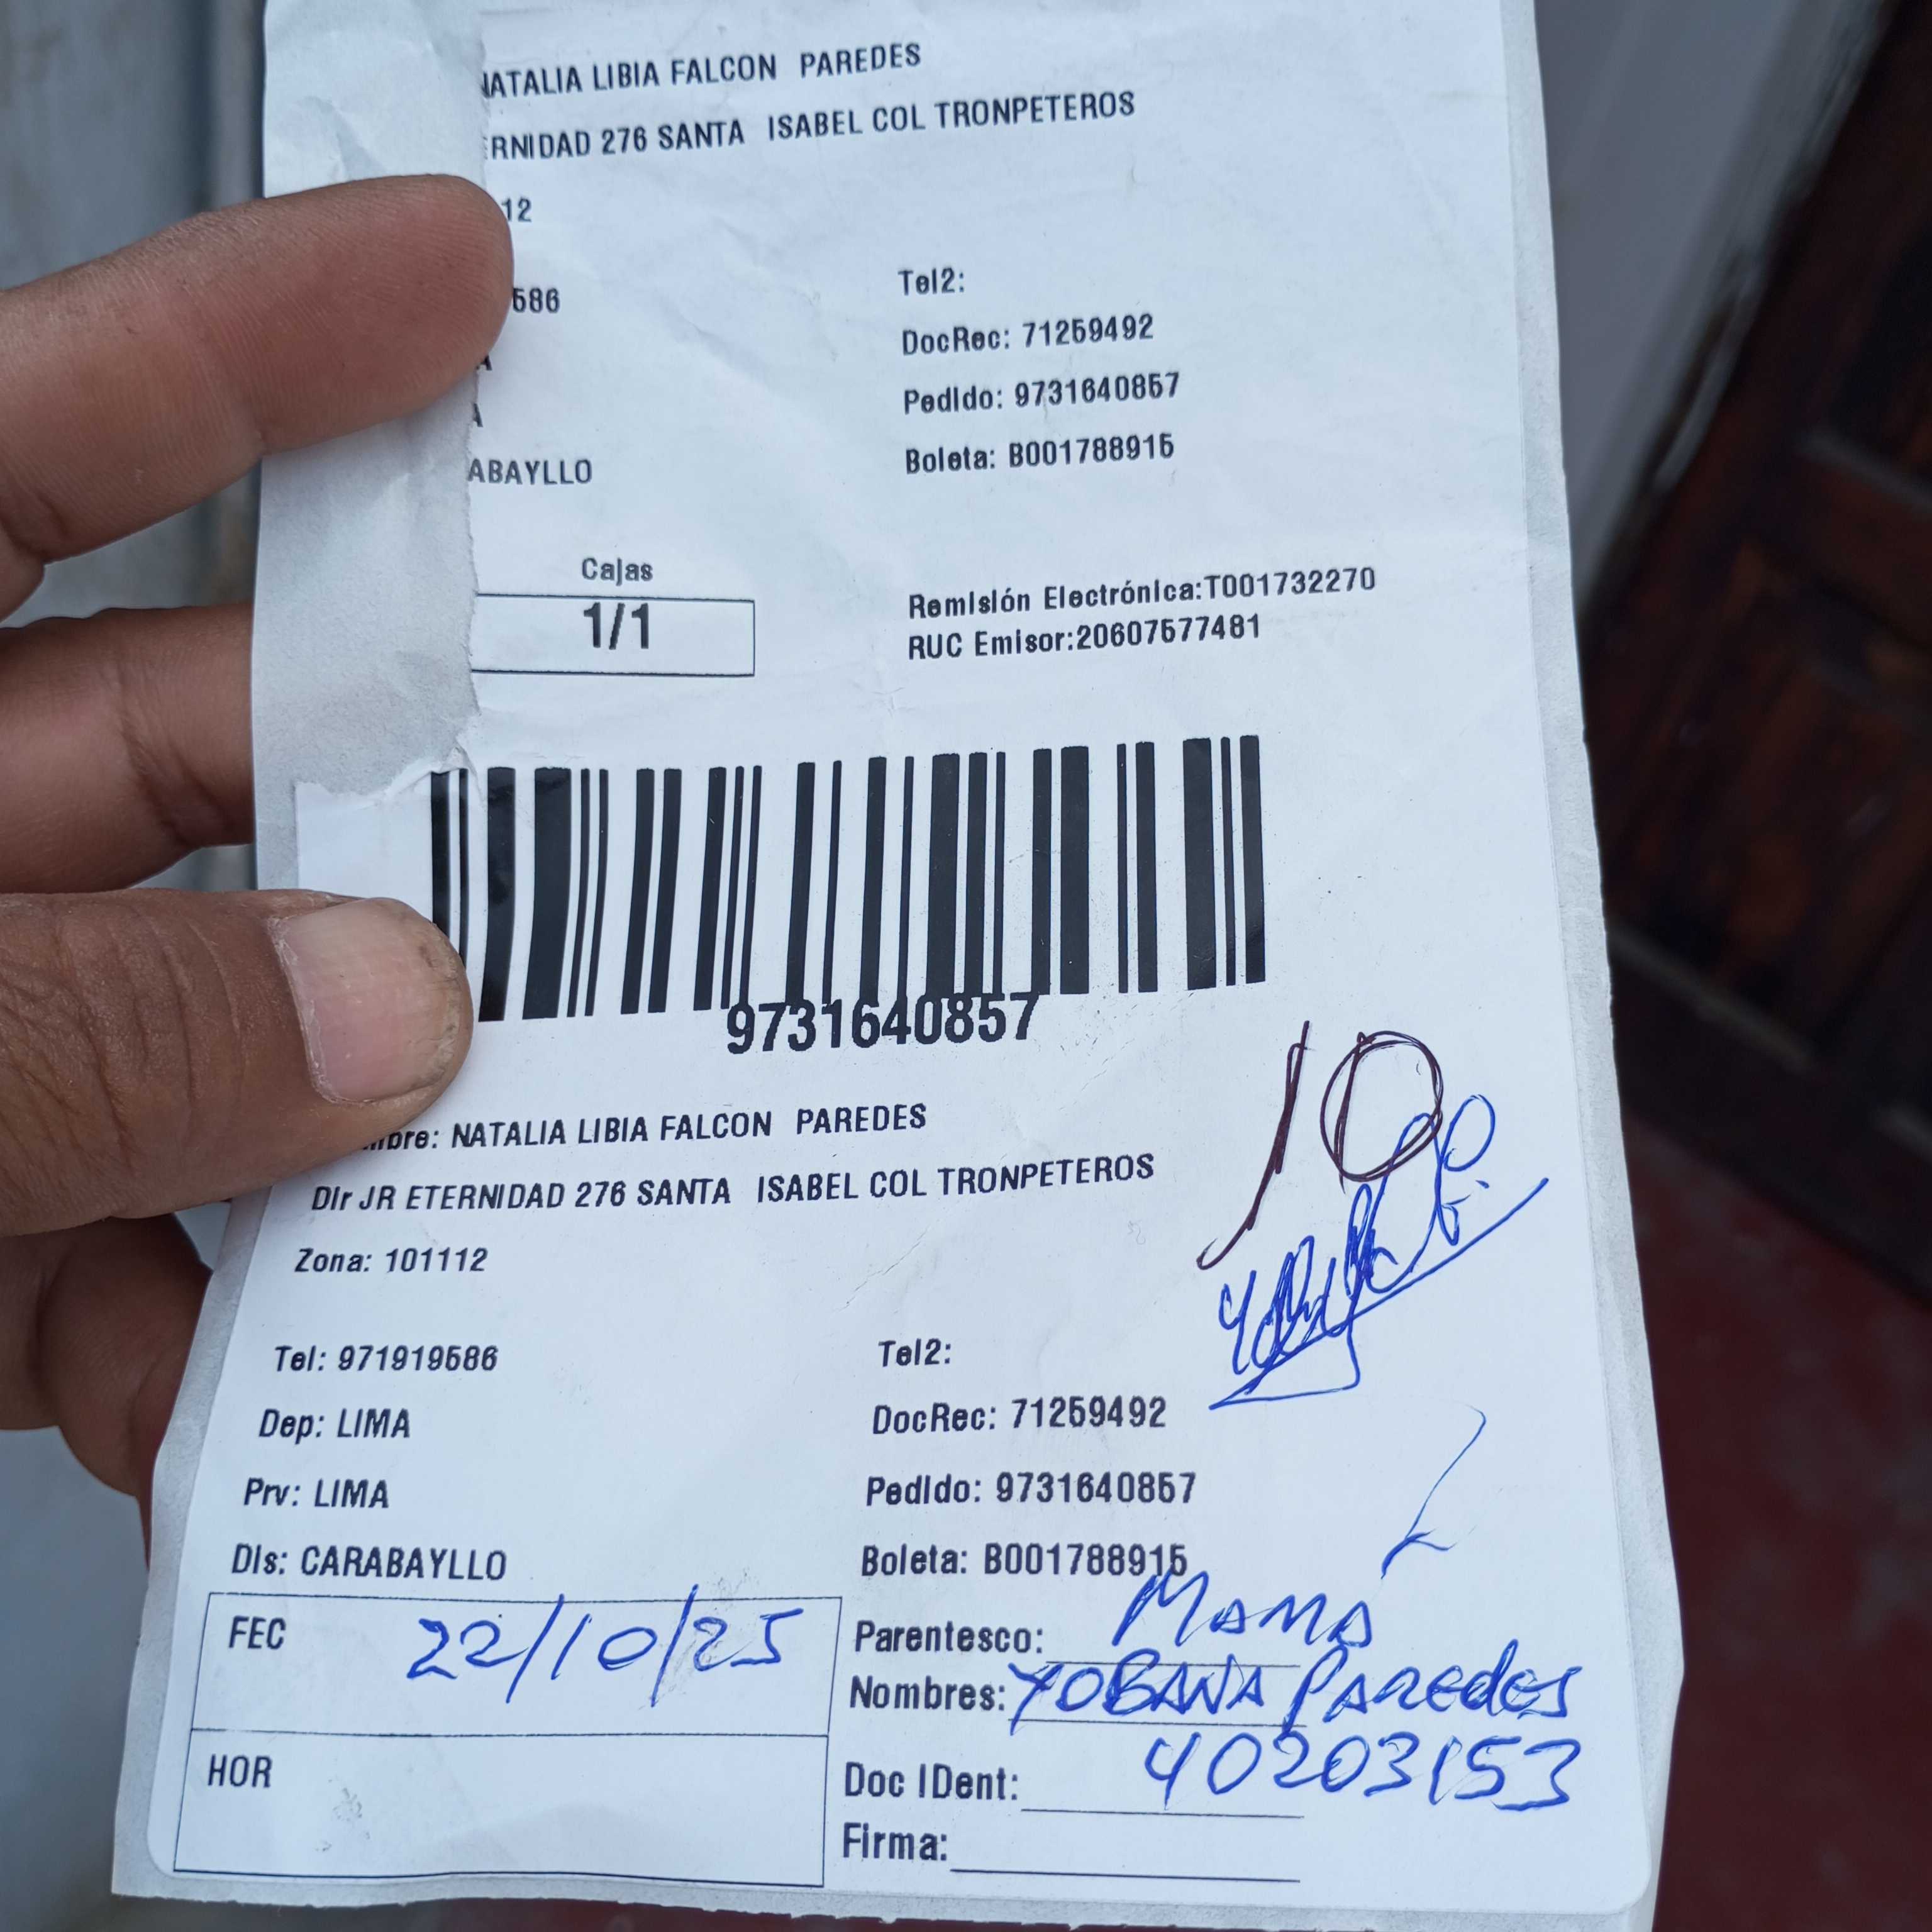 NATALIA LIBIA FALCON PAREDES
ERNIDAD 276 SANTA ISABEL COL TRONPETEROS
12
586
Tel2:
A
DocRec: 71259492
A
PedIdo: 9731640857
ABAYLLO
Boleta: B001788915
Cajas
1/1
Remisión Electrónica:T001732270
RUC Emisor:20607577481
9731640857
10
mbre: NATALIA LIBIA FALCON PAREDES
Dir JR ETERNIDAD 276 SANTA ISABEL COL TRONPETEROS
Zona: 101112
Tel: 971919586
Tel2:
Dep: LIMA
DocRec: 71259492
Prv: LIMA
PedIdo: 9731640857
Dis: CARABAYLLO
Boleta: B001788915
FEC 22/10/25
Parentesco: MAMA
Nombres: YOBANA PAREdes
HOR
Doc IDent: 40203153
Firma: